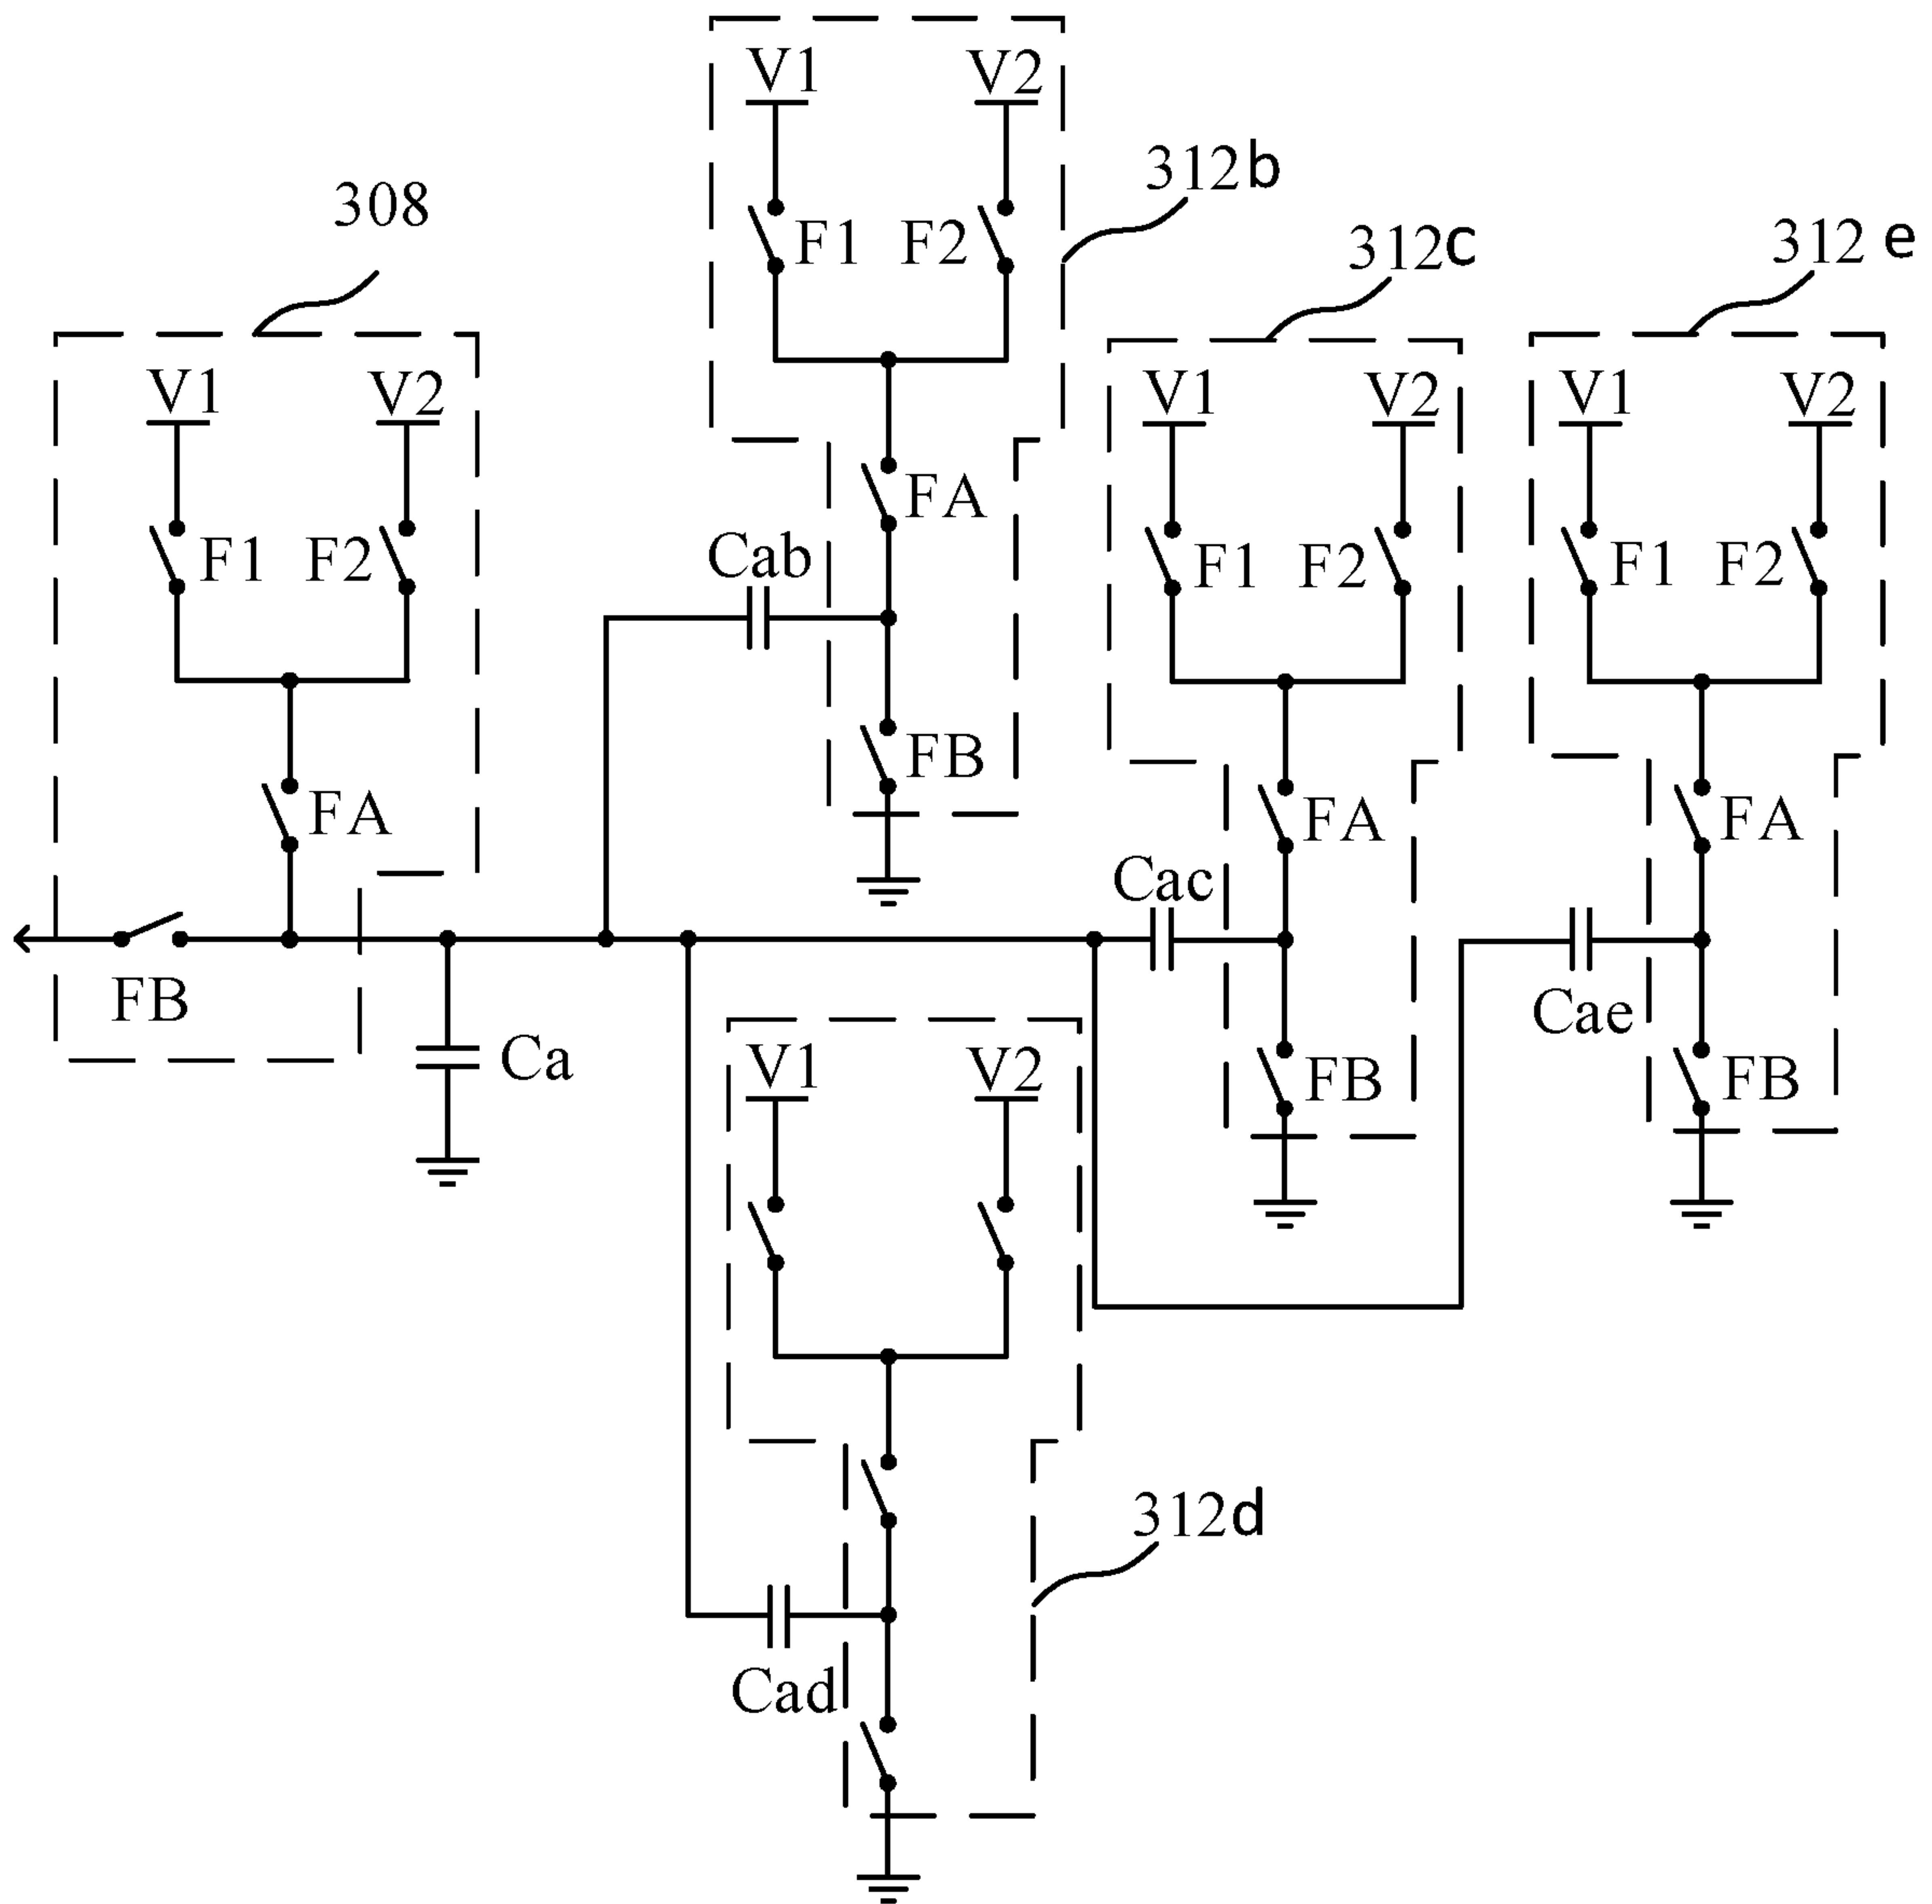 V1 V2
312b
F1 F2
308
312c
312 e
V1 V2
F1 F2
FA
FB
V1 V2
F1 F2
V1 V2
F1 F2
FA
Cab
FB
FA
FA
Cac
Cae
FB
FB
Ca
V1 V2
312d
Cad